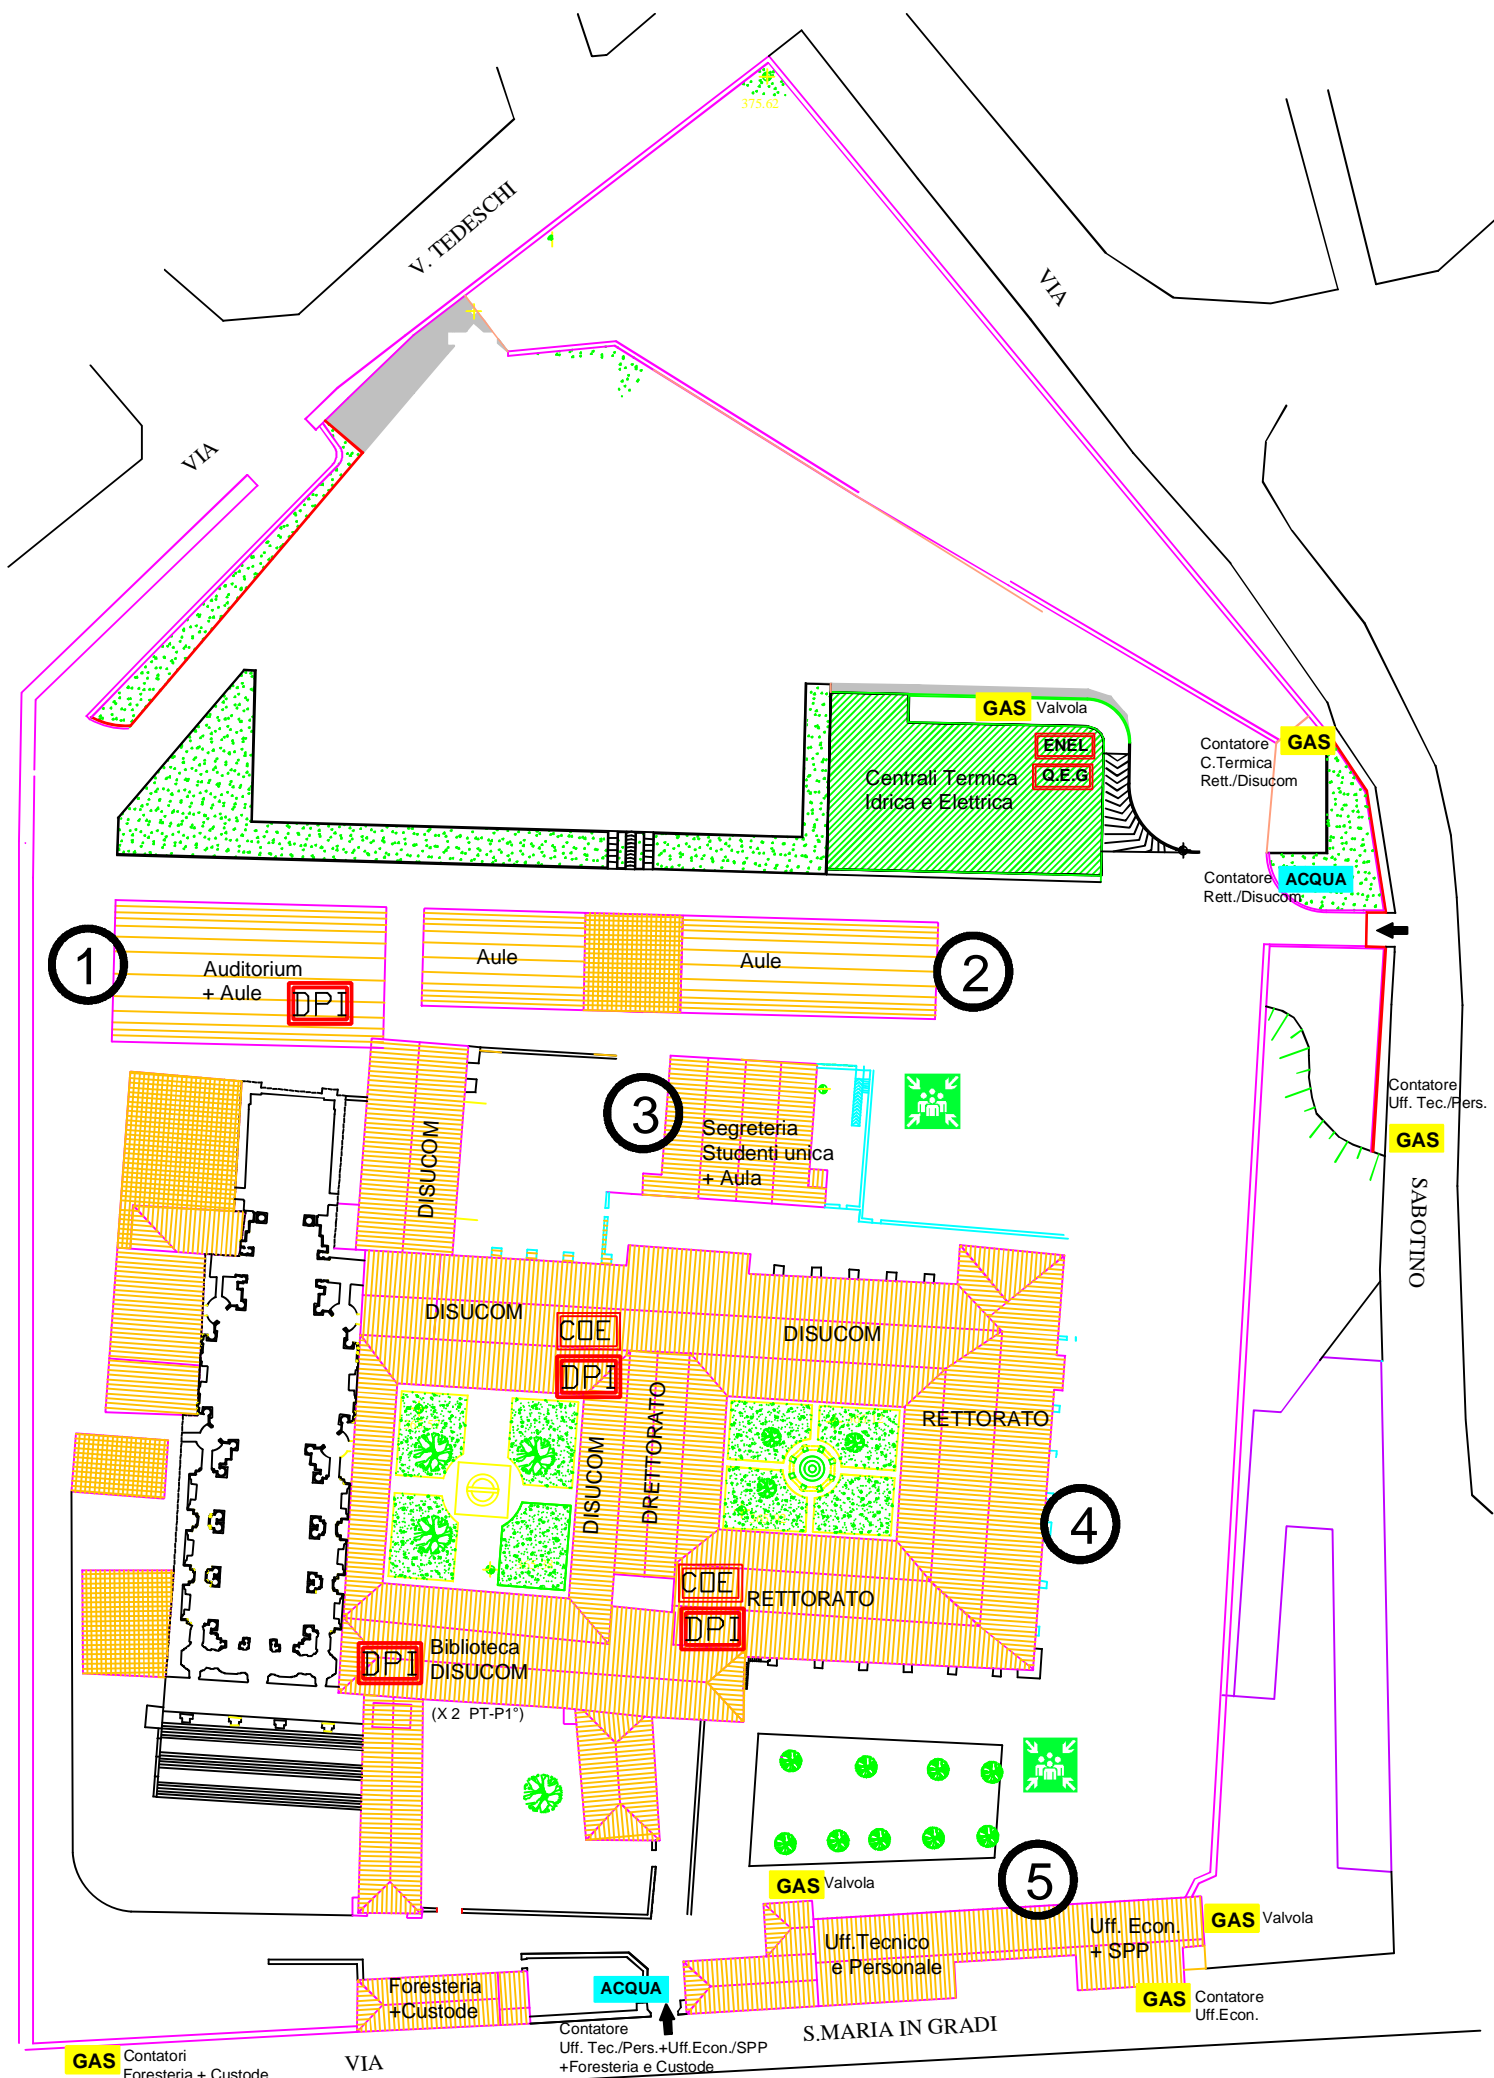 375.62
V. TEDESCHI
VIA
VIA
GAS Valvola
ENEL
Q.E.G
Centrali Termica
Idrica e Elettrica
Contatore
C.Termica
Rett./Disucom
GAS
Contatore
Rett./Disucom
ACQUA
1
Auditorium
+ Aule
DPI
Aule
Aule
2
3
Segreteria
Studenti unica
+ Aula
DISUCOM
Contatore
Uff. Tec./Pers.
GAS
SABOTINO
DISUCOM
COE
DPI
DISUCOM
RETTORATO
DISUCOM
DRETTORATO
4
COE
RETTORATO
DPI
DPI
Biblioteca
DISUCOM
(X 2 PT-P1°)
5
GAS Valvola
Uff.Tecnico
e Personale
Uff. Econ.
+ SPP
GAS Valvola
GAS
Contatore
Uff.Econ.
Foresteria
+Custode
ACQUA
Contatore
Uff. Tec./Pers.+Uff.Econ./SPP
+Foresteria e Custode
S.MARIA IN GRADI
VIA
GAS
Contatori
Foresteria + Custode